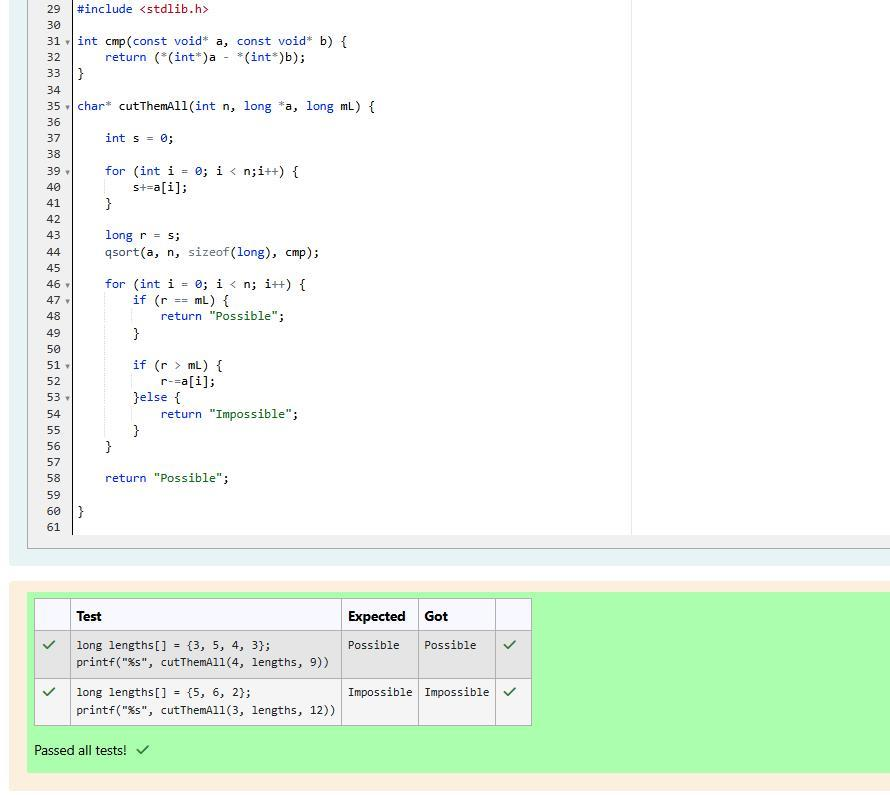 29 #include <stdlib.h>
30
31 int cmp(const void* a, const void* b) {
32 return (*(int*)a - *(int*)b);
33 }
34
35 char* cutThemAll(int n, long *a, long mL) {
36
37 int s = 0;
38
39 for (int i = 0; i < n;i++) {
40 s+=a[i];
41 }
42
43 long r = s;
44 qsort(a, n, sizeof(long), cmp);
45
46 for (int i = 0; i < n; i++) {
47 if (r == mL) {
48 return "Possible";
49 }
50
51 if (r > mL) {
52 r-=a[i];
53 }else {
54 return "Impossible";
55 }
56 }
57
58 return "Possible";
59
60 }
61
Test Expected Got
long lengths[] = {3, 5, 4, 3}; Possible Possible
printf("%s", cutThemAll(4, lengths, 9))
long lengths[] = {5, 6, 2}; Impossible Impossible
printf("%s", cutThemAll(3, lengths, 12))
Passed all tests!